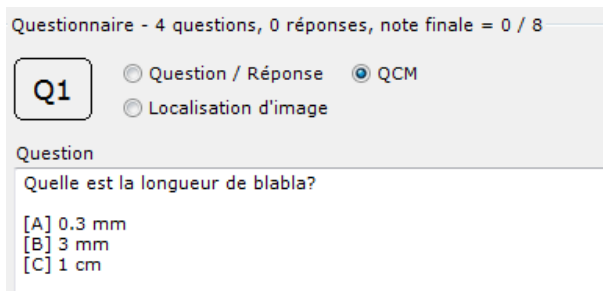 Questionnaire - 4 questions, 0 réponses, note finale = 0 / 8
Q1
Question / Réponse
QCM
Localisation d'image
Question
Quelle est la longueur de blabla?
[A] 0.3 mm
[B] 3 mm
[C] 1 cm